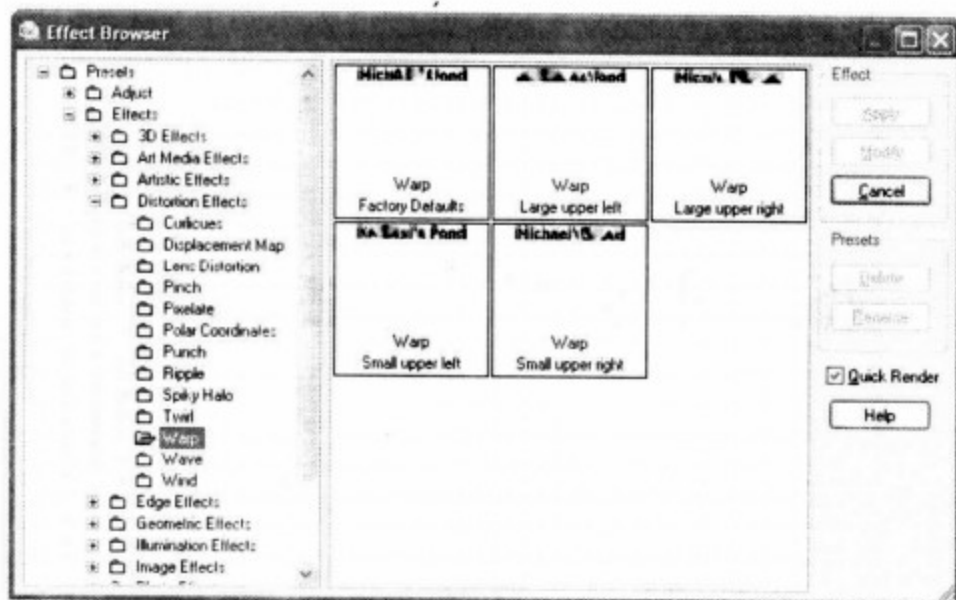 Effect Browser
Presets
Adjust
Effects
3D Effects
Art Media Effects
Artistic Effects
Distortion Effects
Curlicues
Displacement Map
Lens Distortion
Pinch
Pixelate
Polar Coordinates
Punch
Ripple
Spiky Halo
Twirl
Warp
Wave
Wind
Edge Effects
Geometric Effects
Illumination Effects
Image Effects
Warp
Factory Defaults
Warp
Large upper left
Warp
Large upper right
Pond
Warp
Small upper left
Warp
Small upper right
Effect
Apply
Modify
Cancel
Presets
Delete
Rename
Quick Render
Help